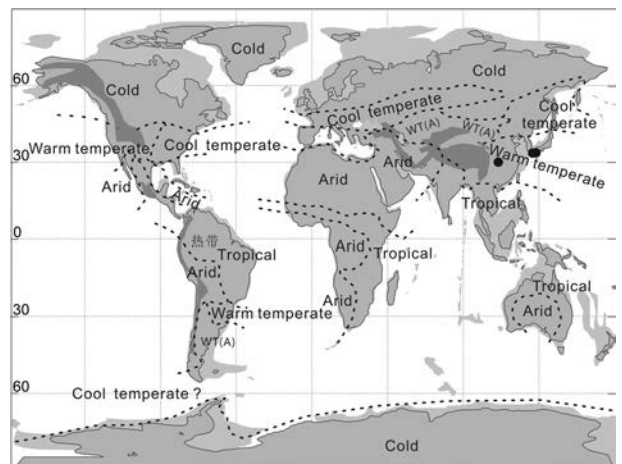 Cold
Cold
Cold
60
Cool temperate
WT(A)
WT(A)
Cool
temperate
Warm temperate
Cool temperate
30
Arid
Arid
Arid
Arid
Warm temperate
Tropical
0
热带
Tropical
Arid
Arid
Tropical
Tropical
30
Arid
Warm temperate
Arid
WT(A)
Cool temperate ?
60
Cold